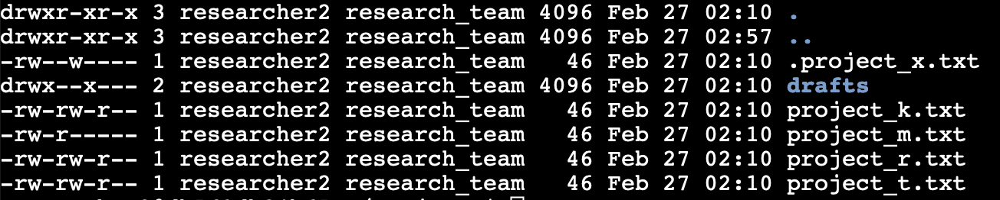 drwxr-xr-x 3 researcher2 research_team 4096 Feb 27 02:10 .
drwxr-xr-x 3 researcher2 research_team 4096 Feb 27 02:57 ..
-rw--w---- 1 researcher2 research_team   46 Feb 27 02:10 .project_x.txt
drwx--x--- 2 researcher2 research_team 4096 Feb 27 02:10 drafts
-rw-rw-r-- 1 researcher2 research_team   46 Feb 27 02:10 project_k.txt
-rw-r----- 1 researcher2 research_team   46 Feb 27 02:10 project_m.txt
-rw-rw-r-- 1 researcher2 research_team   46 Feb 27 02:10 project_r.txt
-rw-rw-r-- 1 researcher2 research_team   46 Feb 27 02:10 project_t.txt